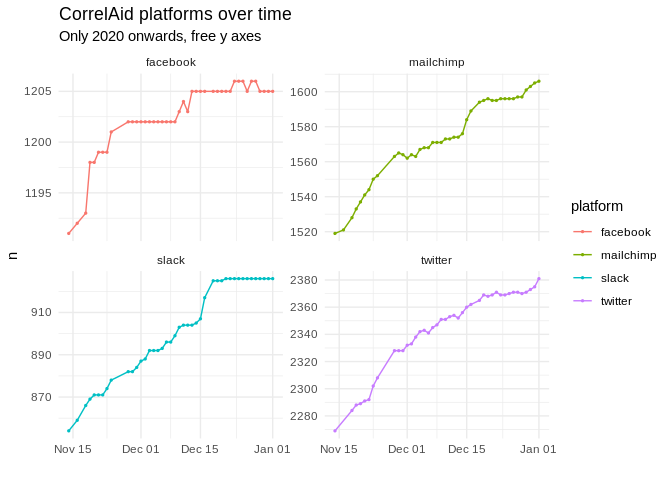 CorrelAid platforms over time
Only 2020 onwards, free y axes
facebook
mailchimp
1205
1200
1195
1600
1580
1560
1540
1520
n
slack
twitter
910
890
870
2380
2360
2340
2320
2300
2280
Nov 15
Dec 01
Dec 15
Jan 01
Nov 15
Dec 01
Dec 15
Jan 01
platform
facebook
mailchimp
slack
twitter